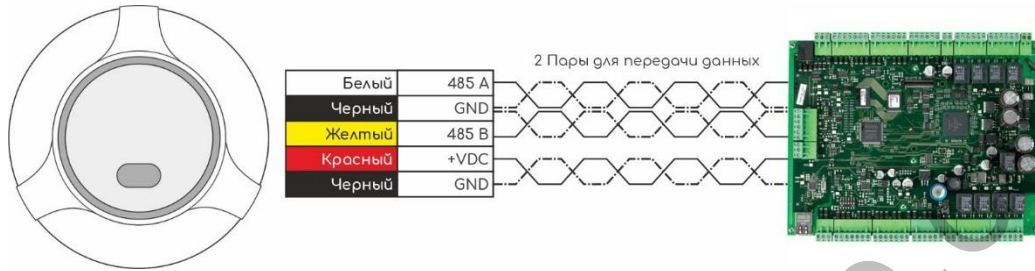 2 Пары для передачи данных
Белый 485 A
Черный GND
Желтый 485 B
Красный +VDC
Черный GND